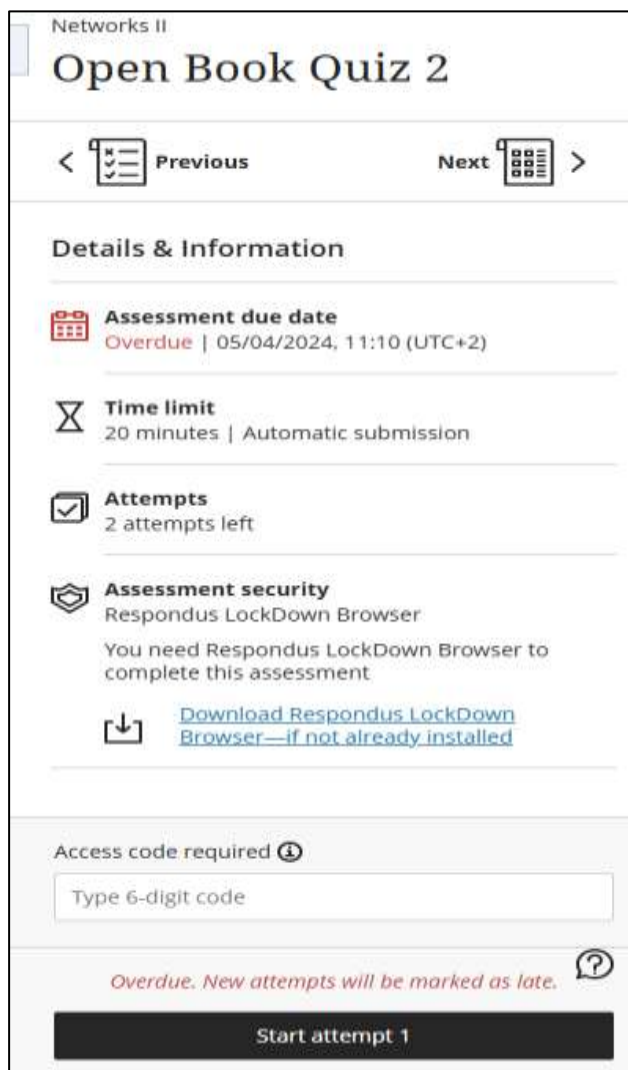 Networks II
Open Book Quiz 2
Previous
Next
Details & Information
Assessment due date
Overdue | 05/04/2024, 11:10 (UTC+2)
Time limit
20 minutes | Automatic submission
Attempts
2 attempts left
Assessment security
Respondus LockDown Browser
You need Respondus LockDown Browser to
complete this assessment
Download Respondus LockDown
Browser—if not already installed
Access code required
Type 6-digit code
Overdue. New attempts will be marked as late.
Start attempt 1